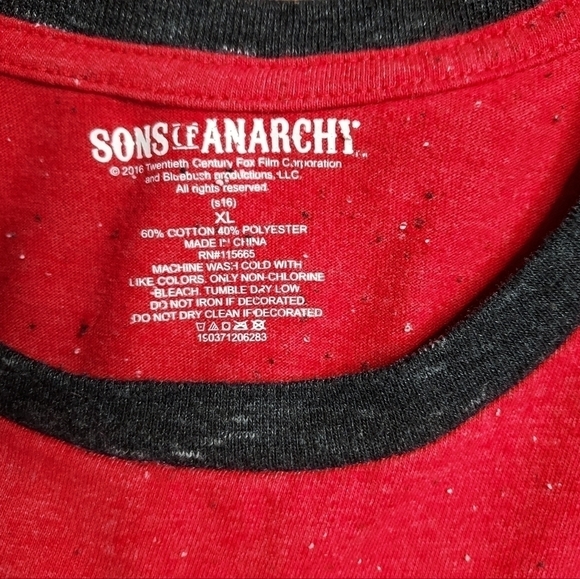 SONS OF ANARCHY
© 2016 Twentieth Century Fox Film Corporation
and Bluebush productions, LLC.
All rights reserved.
(s16)
XL
60% COTTON 40% POLYESTER
MADE IN CHINA
RN#115665
MACHINE WASH COLD WITH
LIKE COLORS. ONLY NON-CHLORINE
BLEACH. TUMBLE DRY LOW.
DO NOT IRON IF DECORATED.
DO NOT DRY CLEAN IF DECORATED.
190371206283